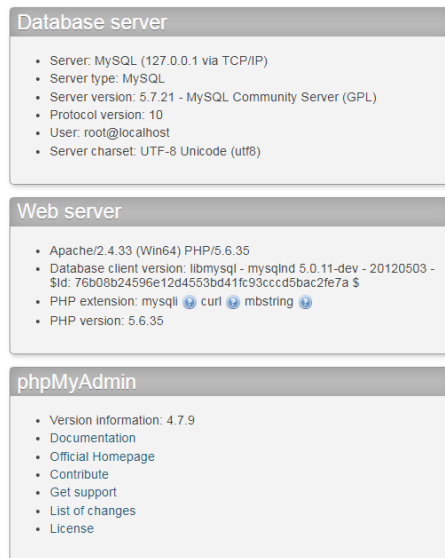 Database server
Server: MySQL (127.0.0.1 via TCP/IP)
Server type: MySQL
Server version: 5.7.21 - MySQL Community Server (GPL)
Protocol version: 10
User: root@localhost
Server charset: UTF-8 Unicode (utf8)
Web server
Apache/2.4.33 (Win64) PHP/5.6.35
Database client version: libmysql - mysqlnd 5.0.11-dev - 20120503 -
$Id: 76b08b24596e12d4553bd41fc93cccd5bac2fe7a $
PHP extension: mysqli curl mbstring
PHP version: 5.6.35
phpMyAdmin
Version information: 4.7.9
Documentation
Official Homepage
Contribute
Get support
List of changes
License